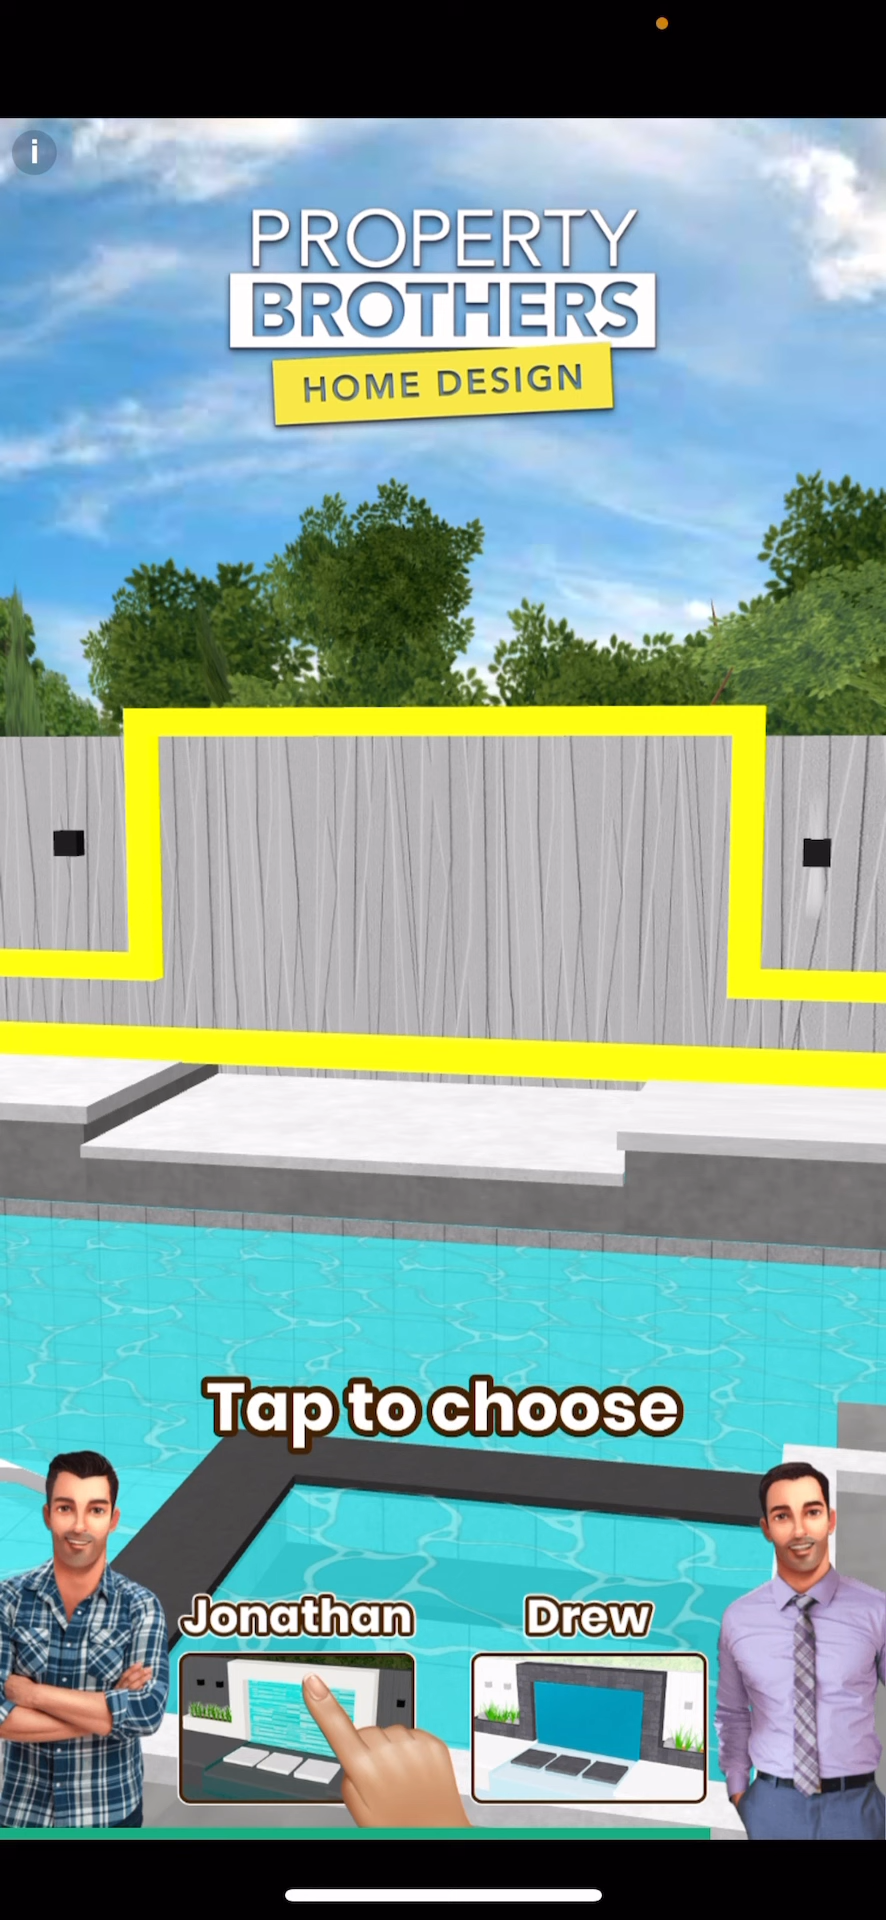 i
PROPERTY
BROTHERS
HOME DESIGN
Tap to choose
Jonathan
Drew